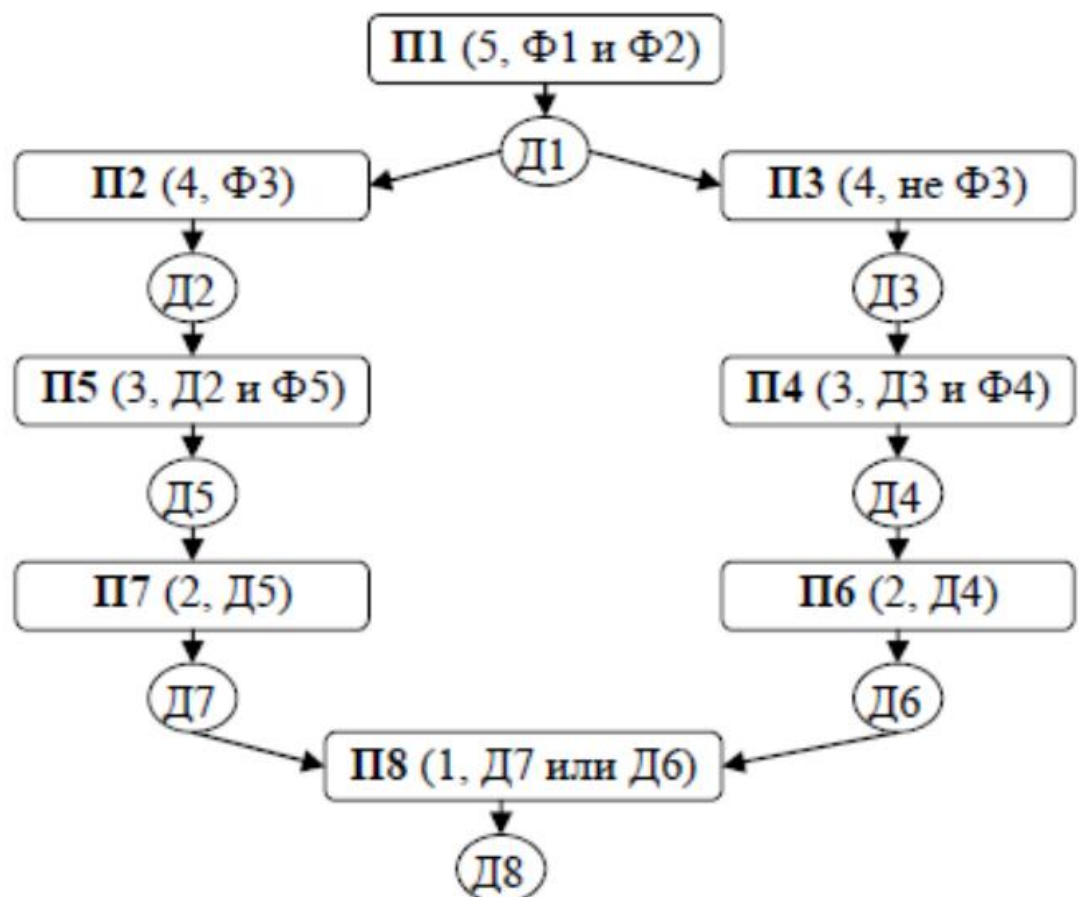 П1 (5, Ф1 и Ф2)
Д1
П2 (4, Ф3)
П3 (4, не Ф3)
Д2
Д3
П5 (3, Д2 и Ф5)
П4 (3, Д3 и Ф4)
Д5
Д4
П7 (2, Д5)
П6 (2, Д4)
Д7
Д6
П8 (1, Д7 или Д6)
Д8